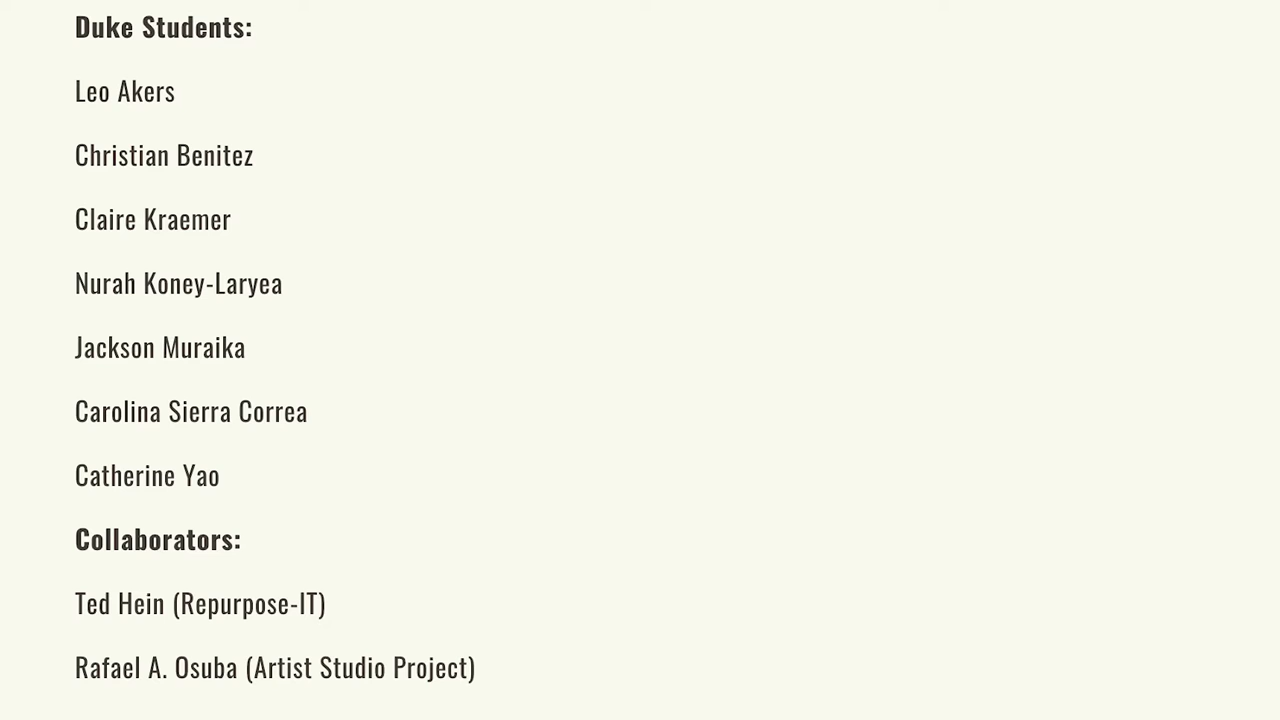 Duke Students:
Leo Akers
Christian Benitez
Claire Kraemer
Nurah Koney-Laryea
Jackson Muraika
Carolina Sierra Correa
Catherine Yao
Collaborators:
Ted Hein (Repurpose-IT)
Rafael A. Osuba (Artist Studio Project)